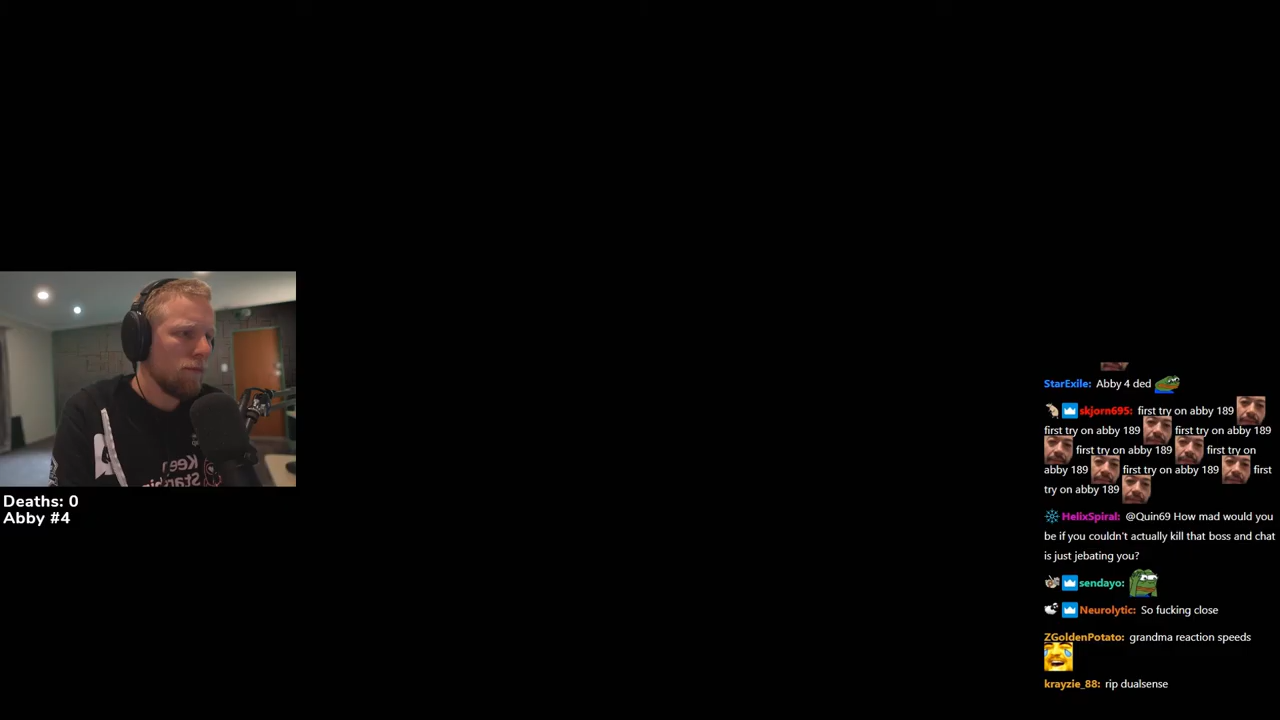 Deaths: 0
Abby #4
StarExile: Abby 4 ded
skjorn695: first try on abby 189
first try on abby 189 first try on abby 189
first try on abby 189 first try on
abby 189 first try on abby 189 first
try on abby 189
HelixSpiral: @Quin69 How mad would you
be if you couldn't actually kill that boss and chat
is just jebating you?
sendayo:
Neurolytic: So fucking close
ZGoldenPotato: grandma reaction speeds
krayzie_88: rip dualsense